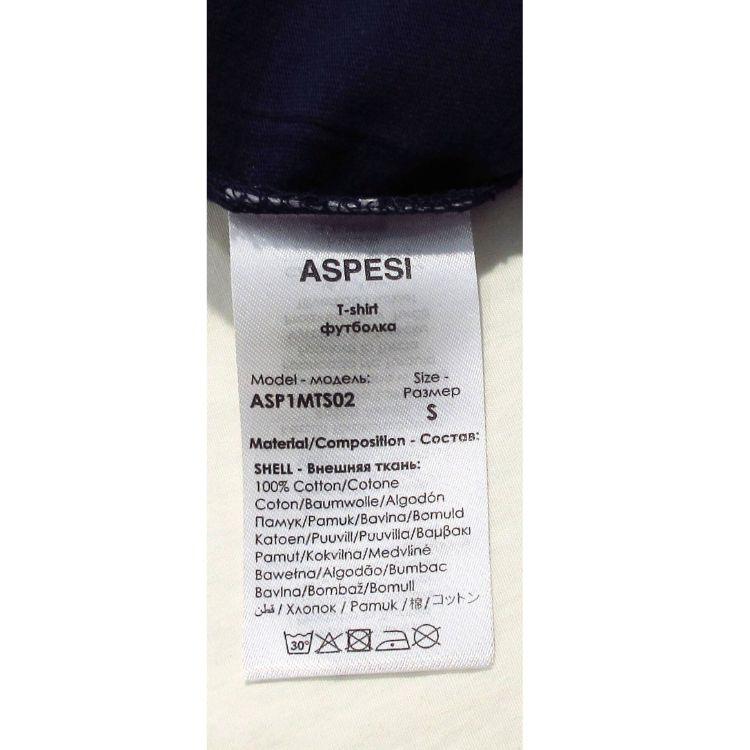 ASPESI
T-shirt
футболка
Model - модель:
ASP1MTS02
Size -
Размер
S
Material/Composition - Состав:
SHELL - Внешняя ткань:
100% Cotton/Cotone
Coton/Baumwolle/Algodón
Памук/Pamuk/Bavlna/Bomuld
Katoen/Puuvill/Puuvilla/Βαμβακι
Pamut/Kokvilna/Medvilné
Bawełna/Algodão/Bumbac
Bavlna/Bombaž/Bomull
قطن / Хлопок / Pamuk / 棉/コットン
30°